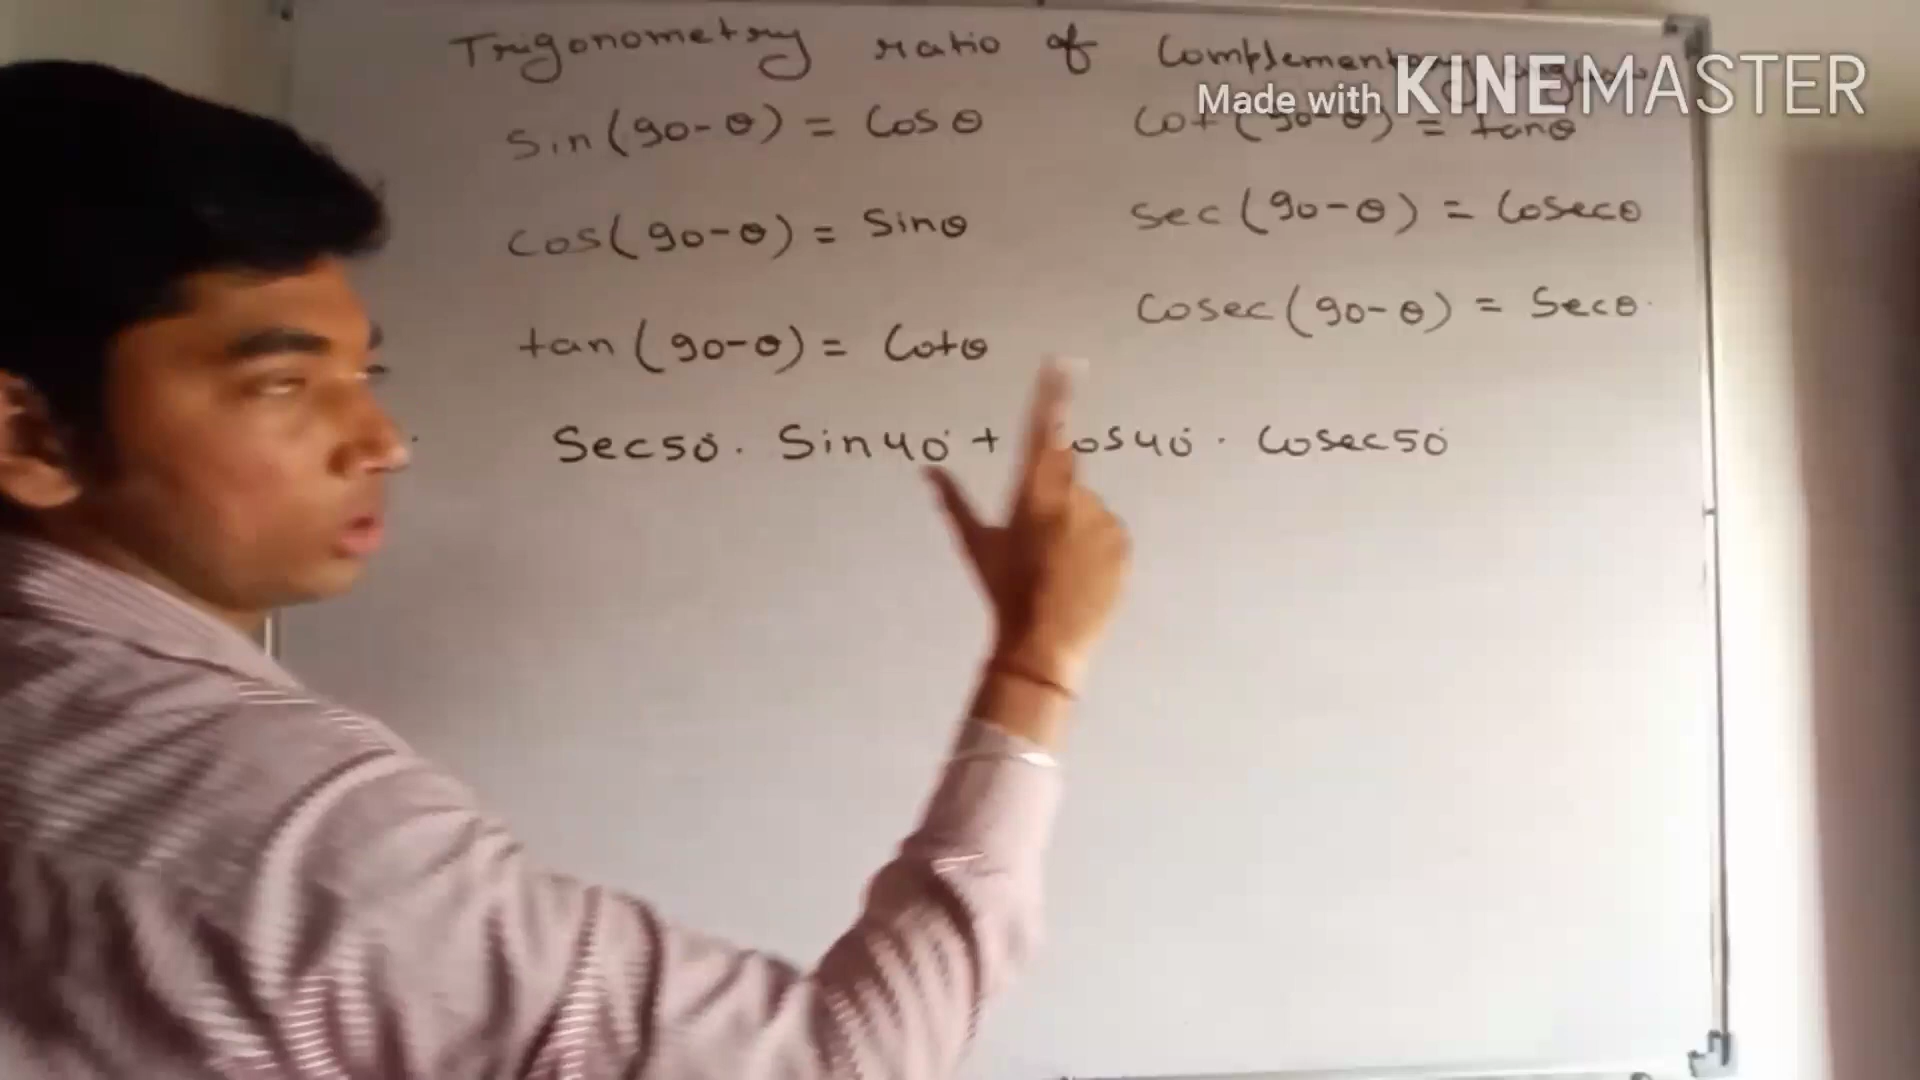 Trigonometry ratio of Complementary
Made with KINEMASTER
Sin(90-θ) = Cosθ
Cot(90-θ) = tanθ
Cos(90-θ) = Sinθ
Sec(90-θ) = Cosecθ
tan(90-θ) = Cotθ
Cosec(90-θ) = Secθ
Sec50° · Sin40° + Cos40° · Cosec50°